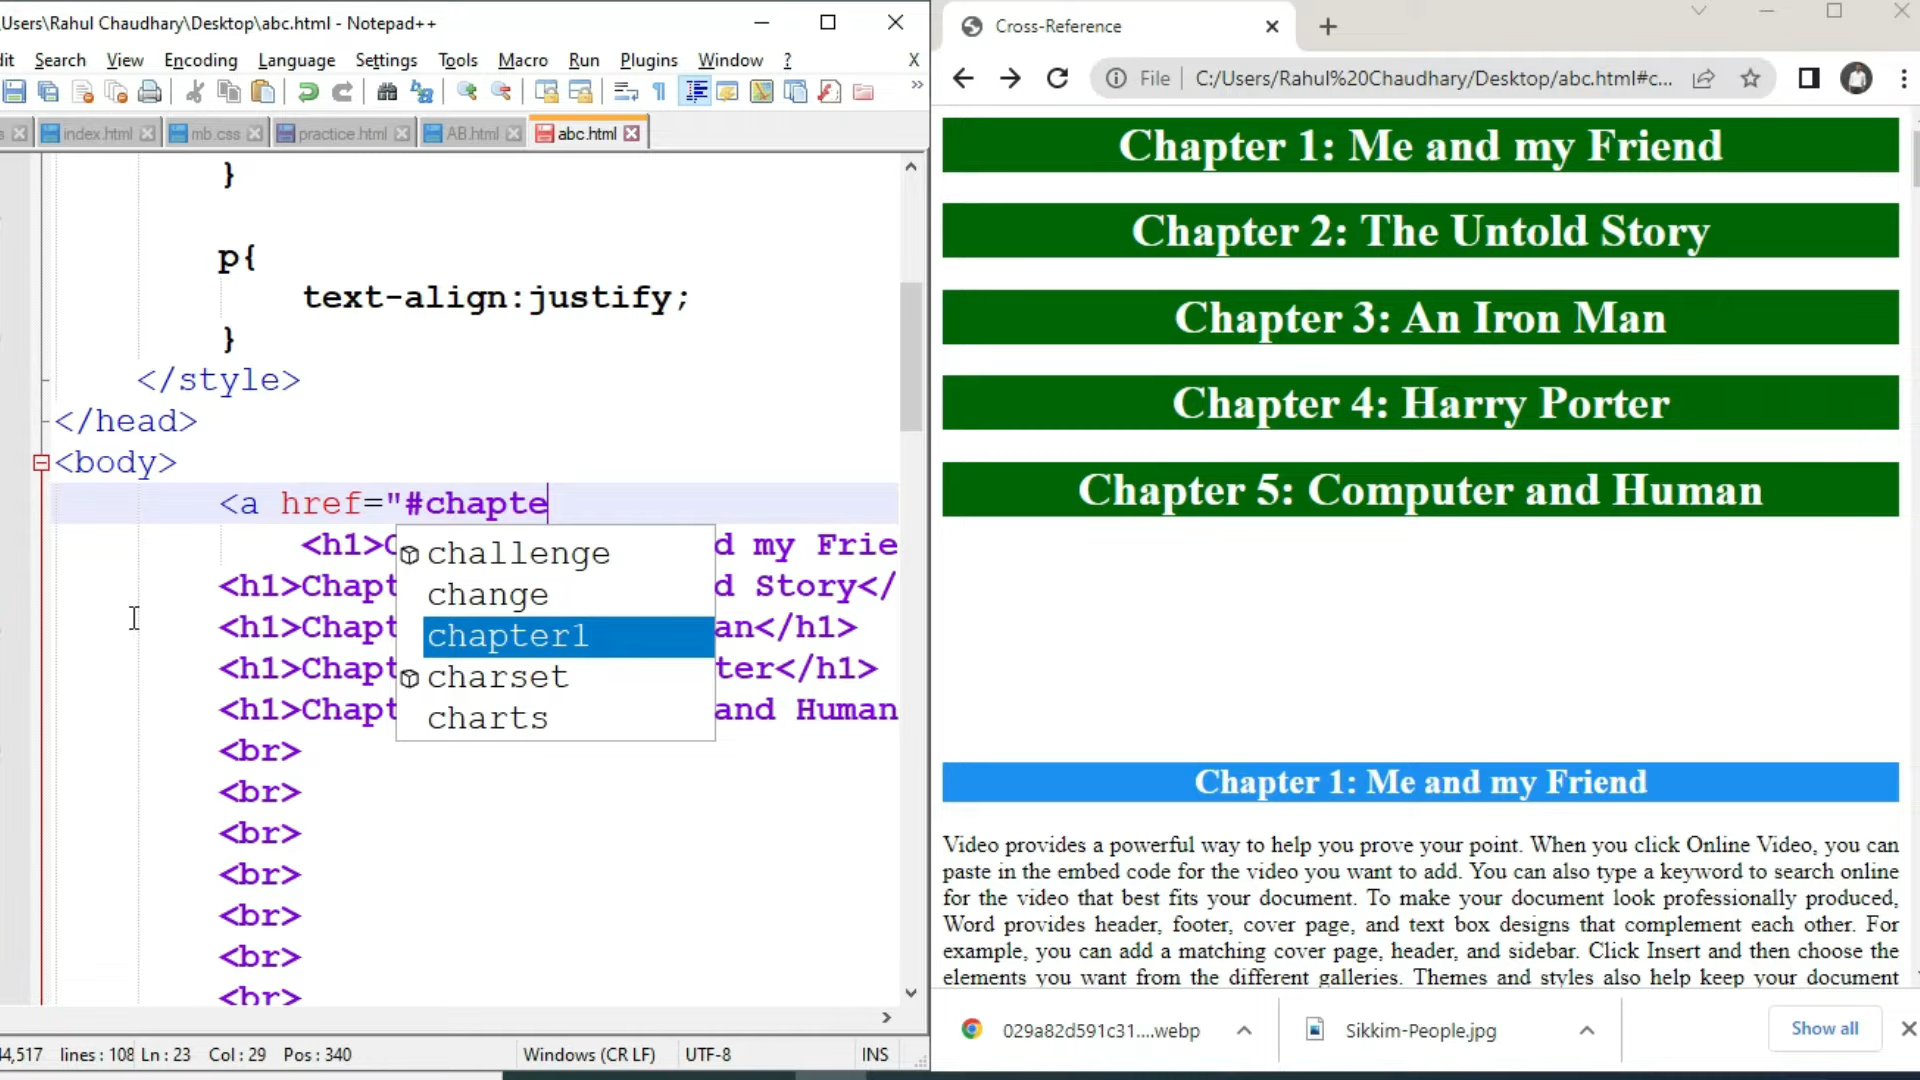 Users\Rahul Chaudhary\Desktop\abc.html - Notepad++
dit Search View Encoding Language Settings Tools Macro Run Plugins Window ? X
s index.html mb.css practice.html AB.html abc.html
}
p{
text-align:justify;
}
</style>
</head>
<body>
<a href="#chapte
<h1>C d my Frie
<h1>Chapt d Story</
<h1>Chapt an</h1>
<h1>Chapt ter</h1>
<h1>Chapt and Human
<br>
<br>
<br>
<br>
<br>
<br>
<br>
challenge
change
chapter1
charset
charts
44,517 lines : 108 Ln : 23 Col : 29 Pos : 340 Windows (CR LF) UTF-8 INS
Cross-Reference
File C:/Users/Rahul%20Chaudhary/Desktop/abc.html#c...
Chapter 1: Me and my Friend
Chapter 2: The Untold Story
Chapter 3: An Iron Man
Chapter 4: Harry Porter
Chapter 5: Computer and Human
Chapter 1: Me and my Friend
Video provides a powerful way to help you prove your point. When you click Online Video, you can
paste in the embed code for the video you want to add. You can also type a keyword to search online
for the video that best fits your document. To make your document look professionally produced,
Word provides header, footer, cover page, and text box designs that complement each other. For
example, you can add a matching cover page, header, and sidebar. Click Insert and then choose the
elements you want from the different galleries. Themes and styles also help keep your document
029a82d591c31....webp Sikkim-People.jpg Show all